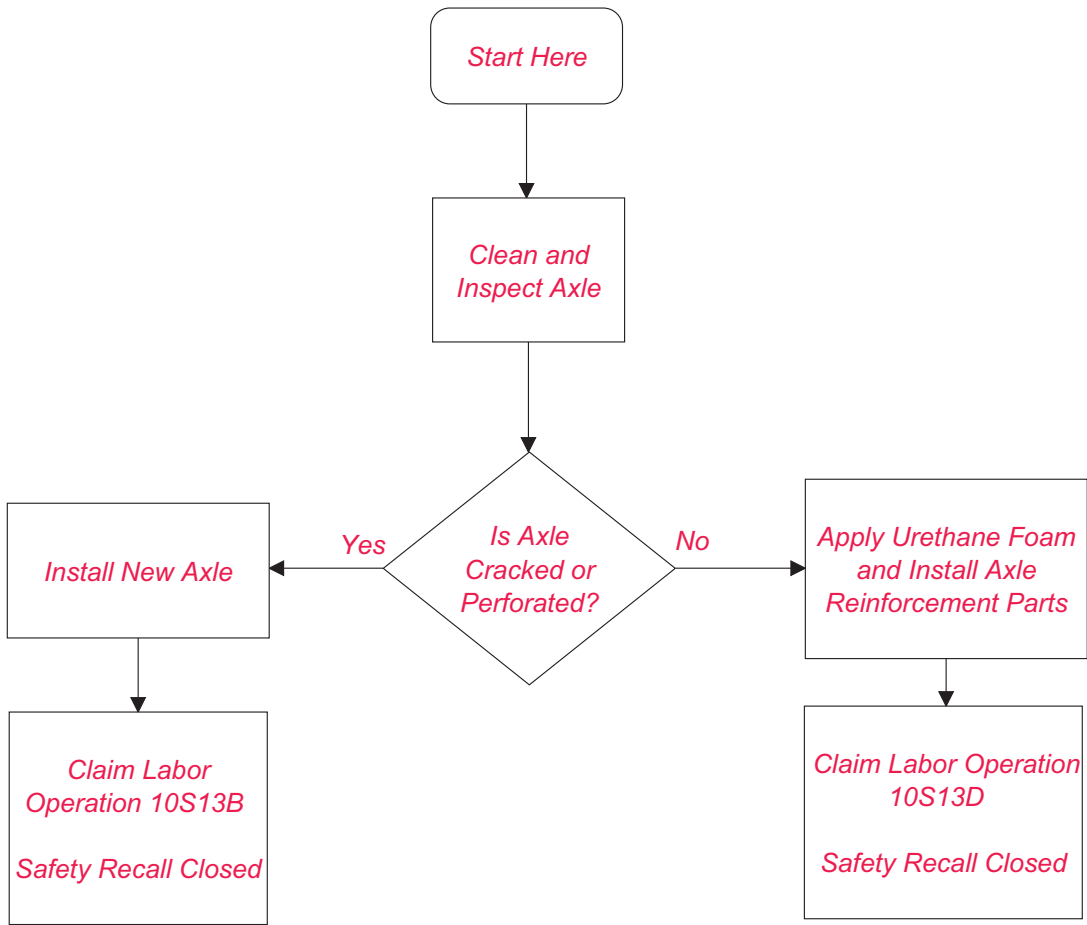 Start Here
Clean and
Inspect Axle
Is Axle
Cracked or
Perforated?
Yes
Install New Axle
Claim Labor
Operation 10S13B
Safety Recall Closed
No
Apply Urethane Foam
and Install Axle
Reinforcement Parts
Claim Labor Operation
10S13D
Safety Recall Closed